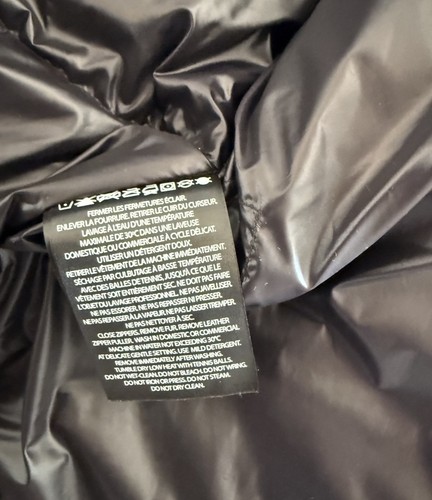 FERMER LES FERMETURES ÉCLAIR.
ENLEVER LA FOURRURE, RETIRER LE CUIR DU CURSEUR.
LAVAGE À L'EAU D'UNE TEMPÉRATURE
MAXIMALE DE 30°C DANS UNE LAVEUSE
DOMESTIQUE OU COMMERCIALE À CYCLE DÉLICAT.
UTILISER UN DÉTERGENT DOUX.
RETIRER LE VÊTEMENT DE LA MACHINE IMMÉDIATEMENT.
SÉCHAGE PAR CULBUTAGE À BASSE TEMPÉRATURE
AVEC DES BALLES DE TENNIS, JUSQU'À CE QUE LE
VÊTEMENT SOIT ENTIÈREMENT SEC. NE DOIT PAS FAIRE
L'OBJET DU LAVAGE PROFESSIONNEL. NE PAS JAVELLISER.
NE PAS ESSORER. NE PAS REPASSER NI PRESSER.
NE PAS REPASSER À LA VAPEUR. NE PAS LAISSER TREMPER.
NE PAS NETTOYER À SEC.
CLOSE ZIPPERS. REMOVE FUR, REMOVE LEATHER
ZIPPER PULLER. WASH IN DOMESTIC OR COMMERCIAL
MACHINE IN WATER NOT EXCEEDING 30°C
AT DELICATE GENTLE SETTING. USE MILD DETERGENT.
REMOVE IMMEDIATELY AFTER WASHING.
TUMBLE DRY LOW HEAT WITH TENNIS BALLS.
DO NOT WET-CLEAN. DO NOT BLEACH. DO NOT WRING.
DO NOT IRON OR PRESS. DO NOT STEAM.
DO NOT DRY CLEAN.